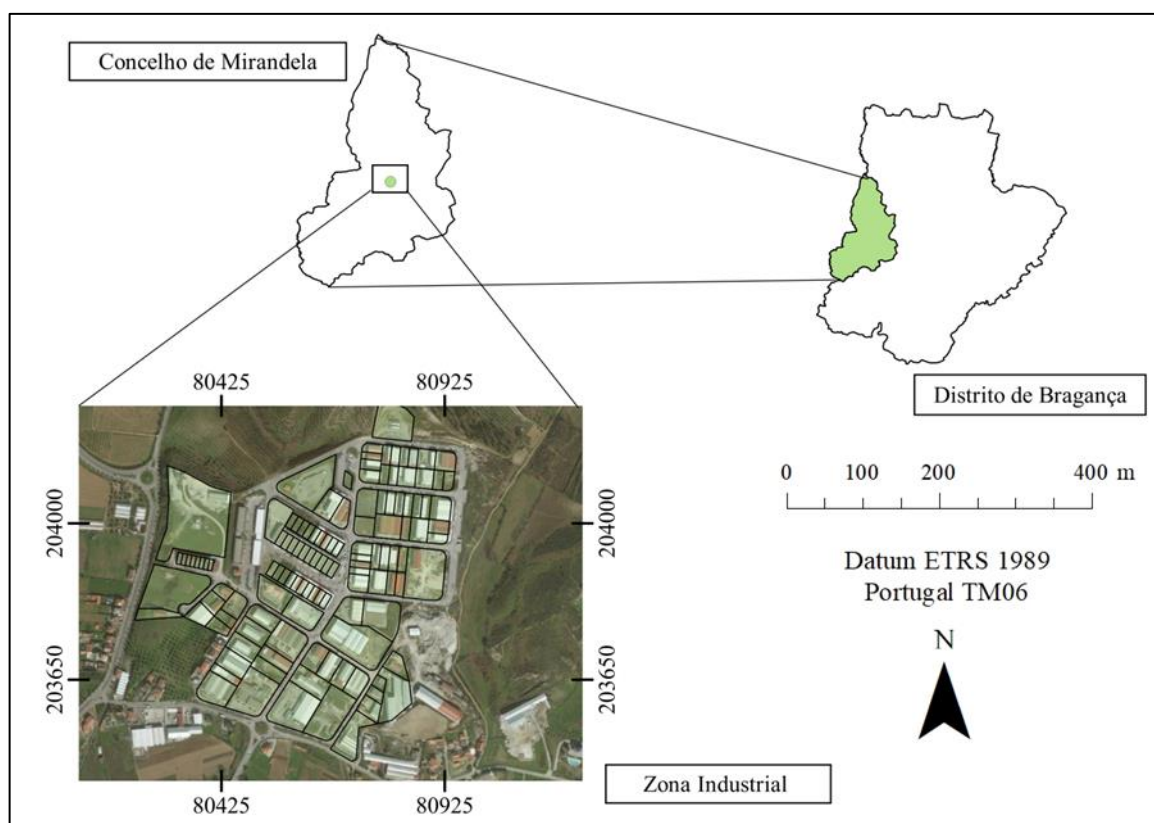 Concelho de Mirandela
Distrito de Bragança
80425 80925
204000 204000
203650 203650
80425 80925
Zona Industrial
0 100 200 400 m
Datum ETRS 1989
Portugal TM06
N